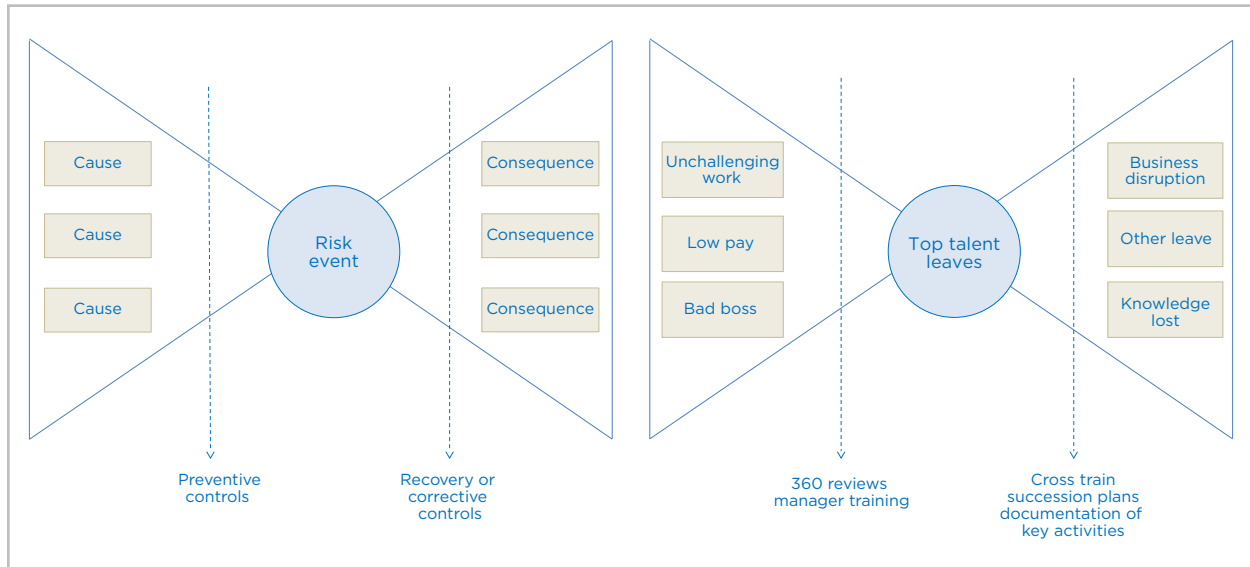 Cause
Cause
Cause
Risk
event
Consequence
Consequence
Consequence
Preventive
controls
Recovery or
corrective
controls
Unchallenging
work
Low pay
Bad boss
Top talent
leaves
Business
disruption
Other leave
Knowledge
lost
360 reviews
manager training
Cross train
succession plans
documentation of
key activities